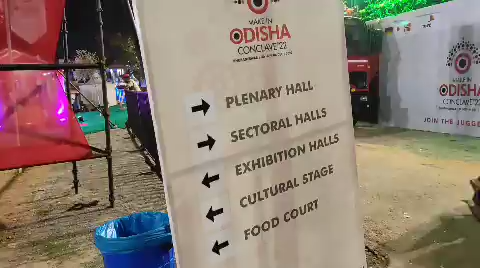 MAKE IN
ODISHA
CONCLAVE'22
PLENARY HALL
SECTORAL HALLS
EXHIBITION HALLS
CULTURAL STAGE
FOOD COURT
MAKE IN
ODISHA
CONCLAVE'22
JOIN THE JUGGE